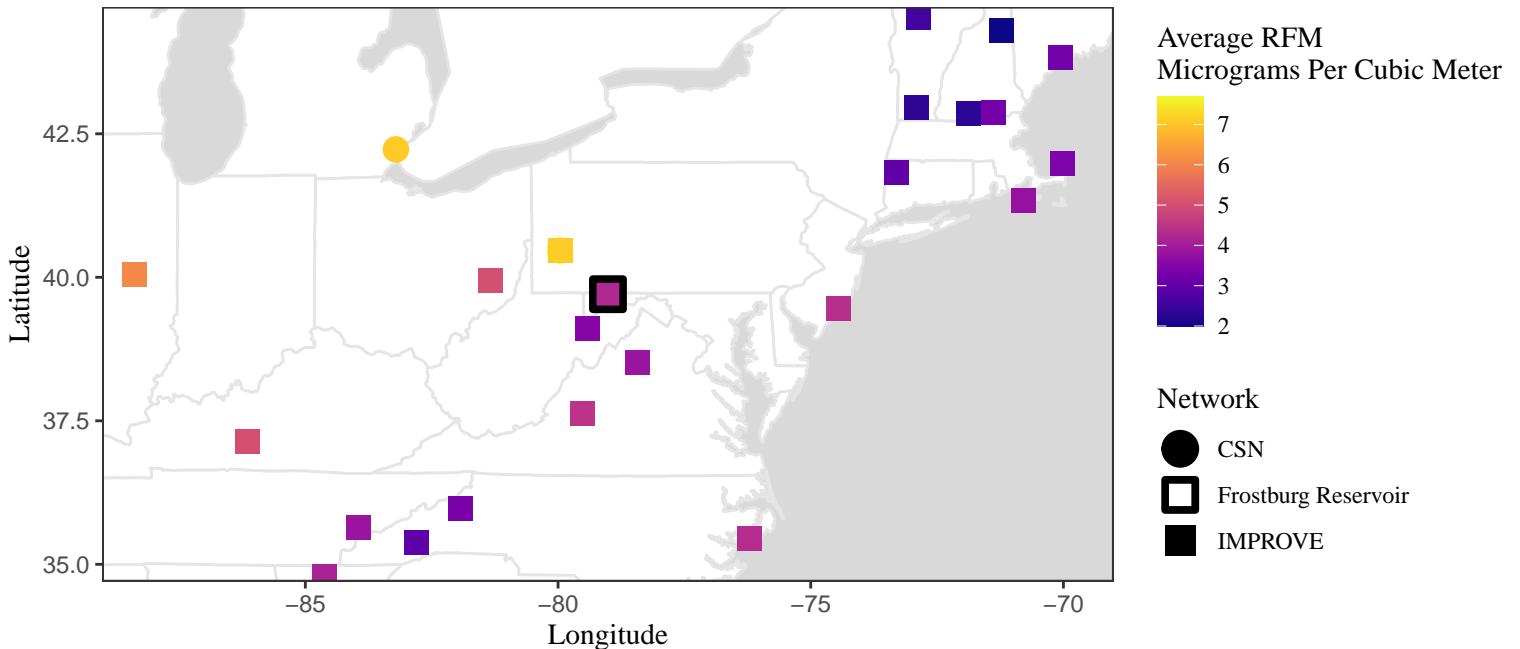 42.5
40.0
37.5
35.0
Latitude
−85
−80
−75
−70
Longitude
Average RFM
Micrograms Per Cubic Meter
7
6
5
4
3
2
Network
CSN
Frostburg Reservoir
IMPROVE